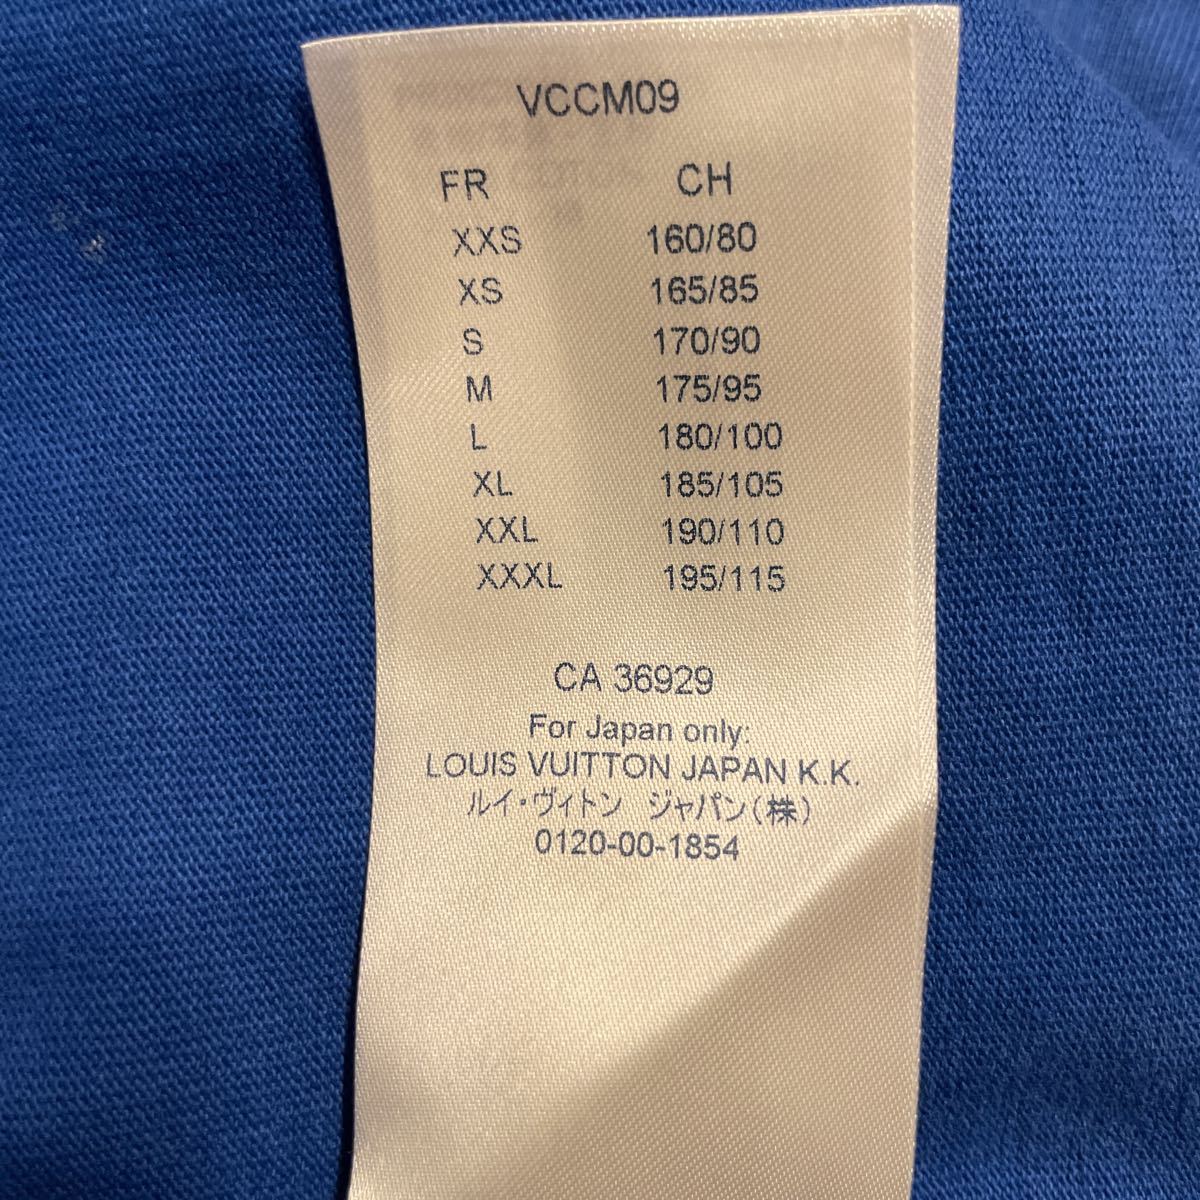 VCCM09
FR CH
XXS 160/80
XS 165/85
S 170/90
M 175/95
L 180/100
XL 185/105
XXL 190/110
XXXL 195/115
CA 36929
For Japan only:
LOUIS VUITTON JAPAN K.K.
ルイ・ヴィトン ジャパン(株)
0120-00-1854